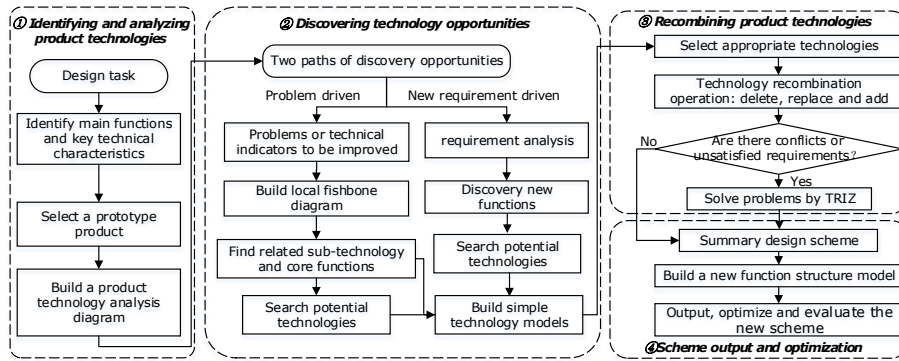 ① Identifying and analyzing
product technologies
Design task
Identify main functions
and key technical
characteristics
Select a prototype
product
Build a product
technology analysis
diagram
② Discovering technology opportunities
Two paths of discovery opportunities
Problem driven
New requirement driven
Problems or technical
indicators to be improved
Build local fishbone
diagram
Find related sub-technology
and core functions
Search potential
technologies
requirement analysis
Discovery new
functions
Search potential
technologies
Build simple
technology models
③ Recombining product technologies
Select appropriate technologies
Technology recombination
operation: delete, replace and add
Are there conflicts or
unsatisfied requirements?
No
Yes
Solve problems by TRIZ
Summary design scheme
Build a new function structure model
Output, optimize and evaluate the
new scheme
④Scheme output and optimization